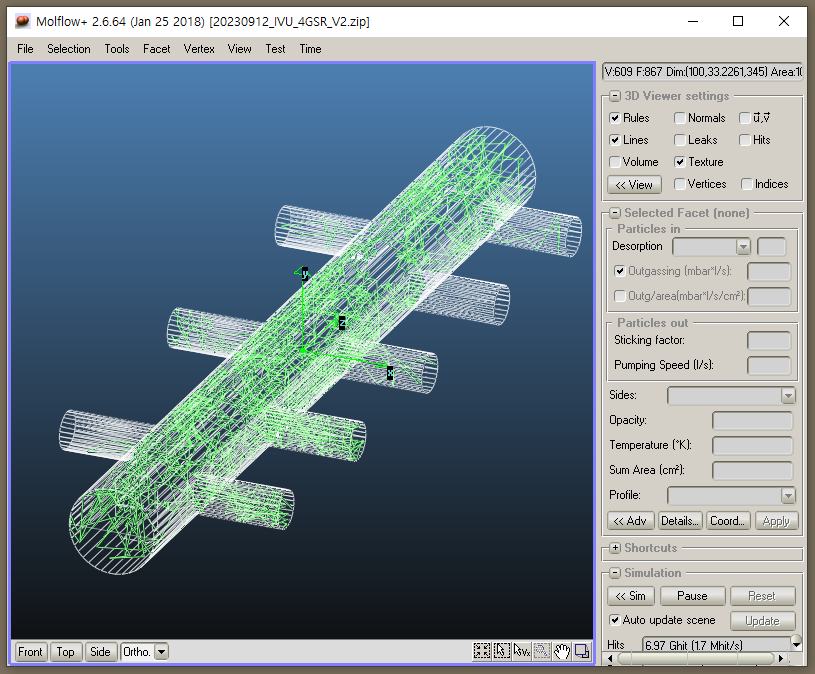 Molflow+ 2.6.64 (Jan 25 2018) [20230912_IVU_4GSR_V2.zip]
File Selection Tools Facet Vertex View Test Time
V:609 F:867 Dim:(100,33.2261,345) Area:10
3D Viewer settings
Rules Normals u,v
Lines Leaks Hits
Volume Texture
<< View Vertices Indices
Selected Facet (none)
Particles in
Desorption
Outgassing (mbar*l/s):
Outg/area(mbar*l/s/cm²):
Particles out
Sticking factor:
Pumping Speed (l/s):
Sides:
Opacity:
Temperature (°K):
Sum Area (cm²):
Profile:
<< Adv Details... Coord... Apply
Shortcuts
Simulation
<< Sim Pause Reset
Auto update scene Update
Hits 6.97 Ghit (1.7 Mhit/s)
y
Z
X
Front Top Side Ortho.
Vx